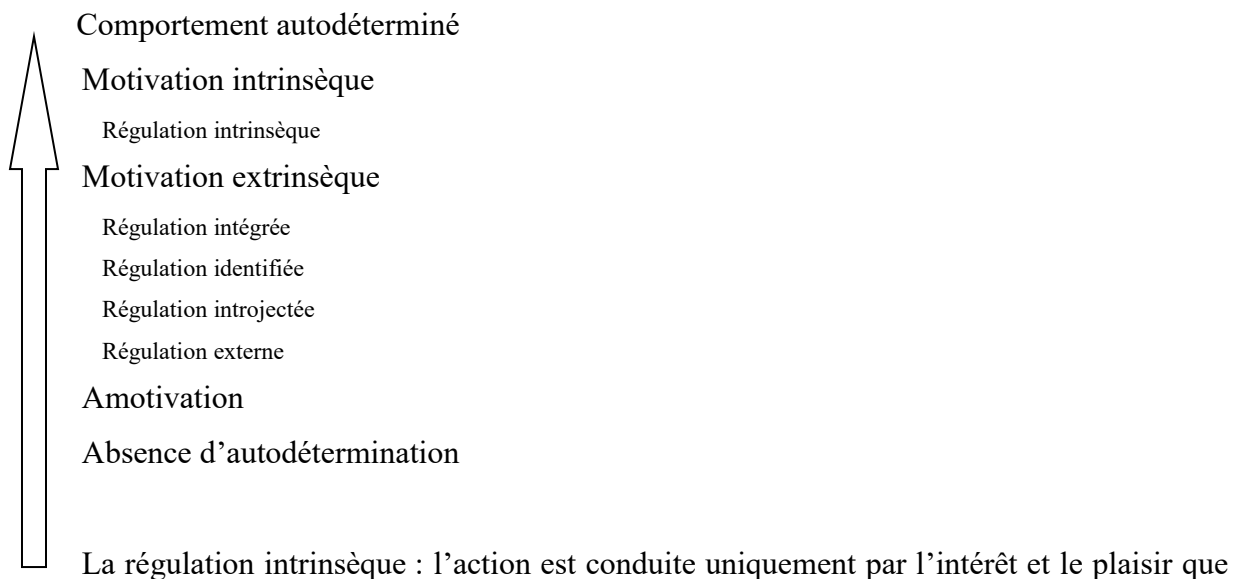 Comportement autodéterminé
Motivation intrinsèque
Régulation intrinsèque
Motivation extrinsèque
Régulation intégrée
Régulation identifiée
Régulation introjectée
Régulation externe
Amotivation
Absence d’autodétermination
La régulation intrinsèque : l’action est conduite uniquement par l’intérêt et le plaisir que